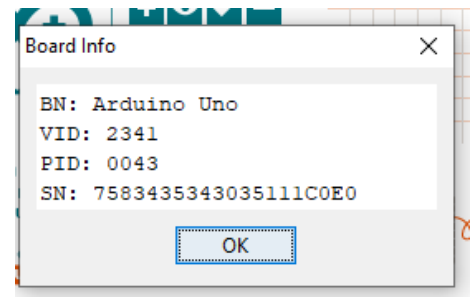 Board Info
BN: Arduino Uno
VID: 2341
PID: 0043
SN: 7583435343035111C0E0
OK